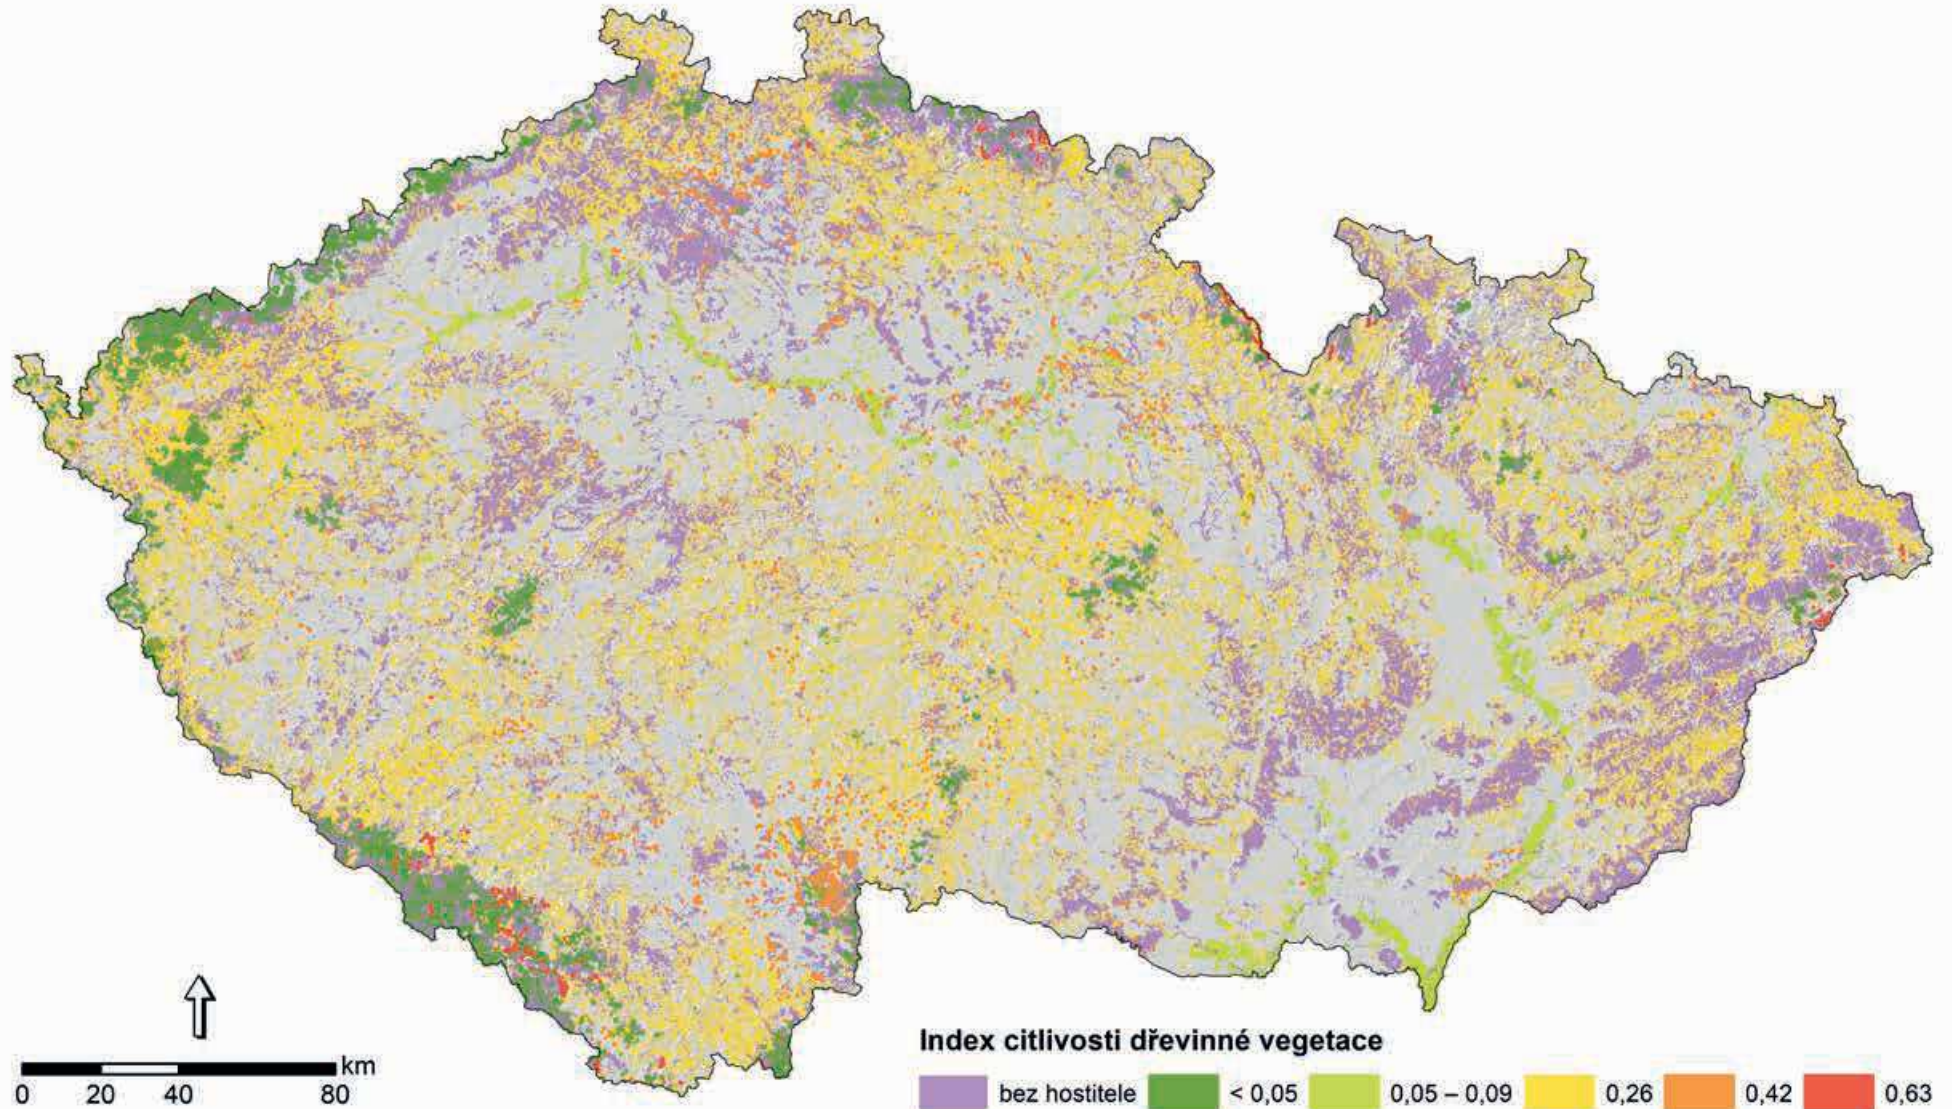 km
0 20 40 80
Index citlivosti dřevinné vegetace
bez hostitele < 0,05 0,05 – 0,09 0,26 0,42 0,63